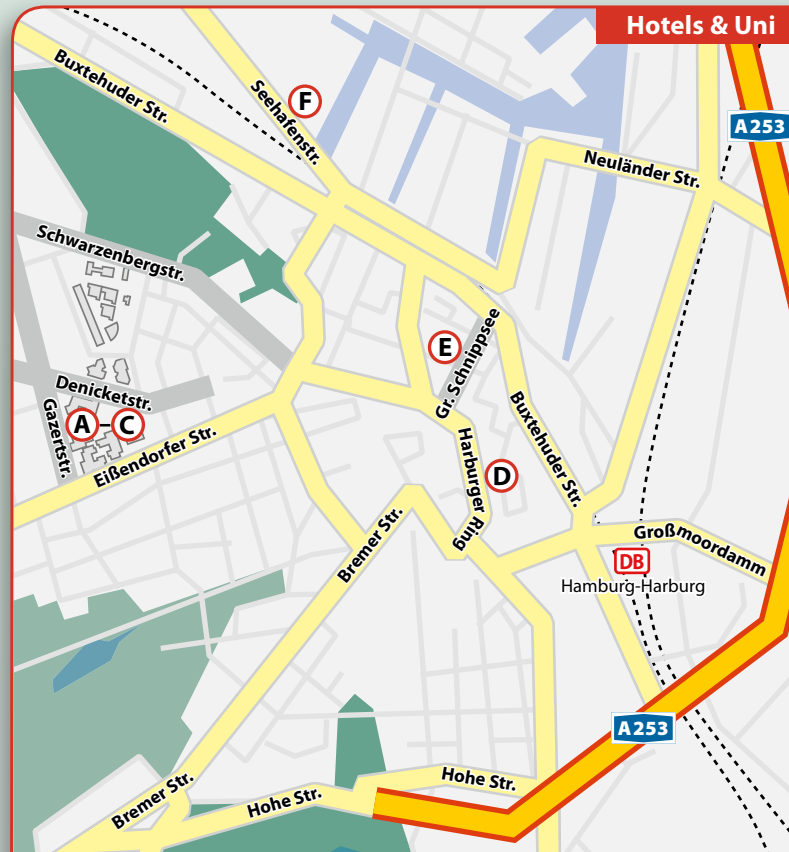 Hotels & Uni
Buxtehuder Str.
Seehafenstr.
F
A253
Neuländer Str.
Schwarzenbergstr.
E
Gr. Schnippsee
Denicketstr.
Gazertstr.
A–C
Eißendorfer Str.
Buxtehuder Str.
Harburger Ring
D
Bremer Str.
Großmoordamm
DB
Hamburg-Harburg
A253
Bremer Str.
Hohe Str.
Hohe Str.